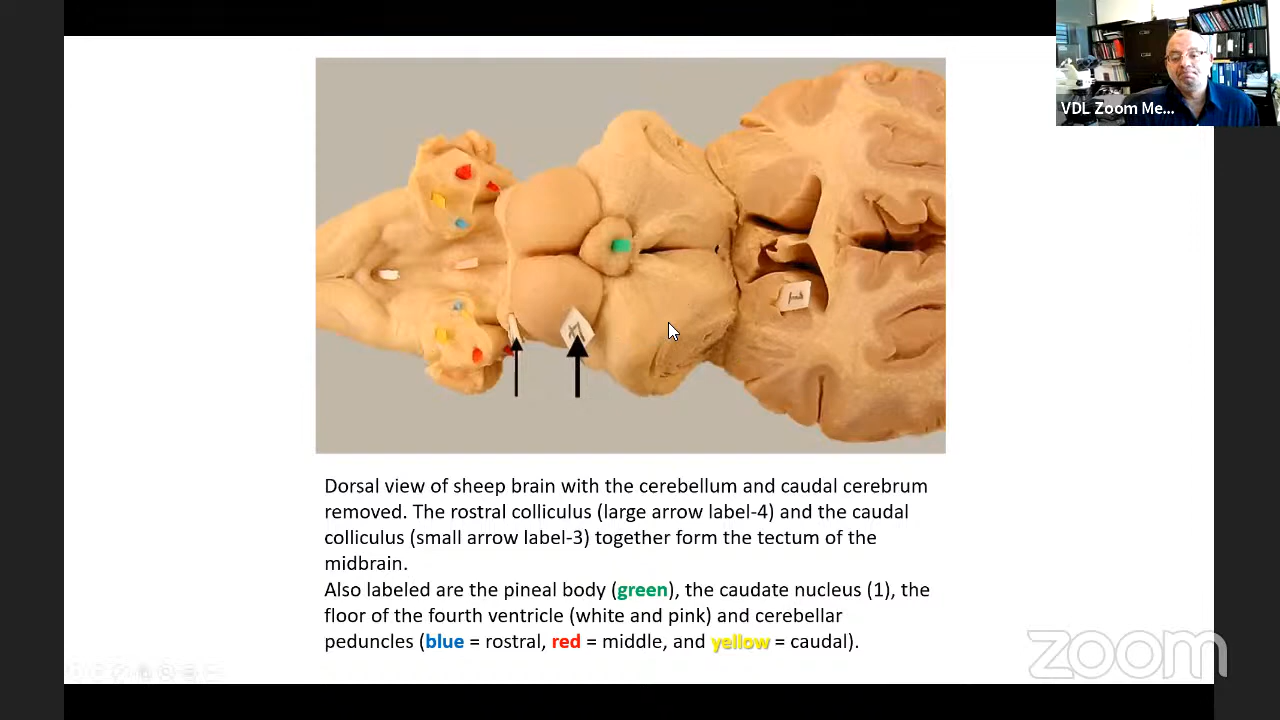 VDL Zoom Me...
1
4
Dorsal view of sheep brain with the cerebellum and caudal cerebrum
removed. The rostral colliculus (large arrow label-4) and the caudal
colliculus (small arrow label-3) together form the tectum of the
midbrain.
Also labeled are the pineal body (green), the caudate nucleus (1), the
floor of the fourth ventricle (white and pink) and cerebellar
peduncles (blue = rostral, red = middle, and yellow = caudal).
zoom